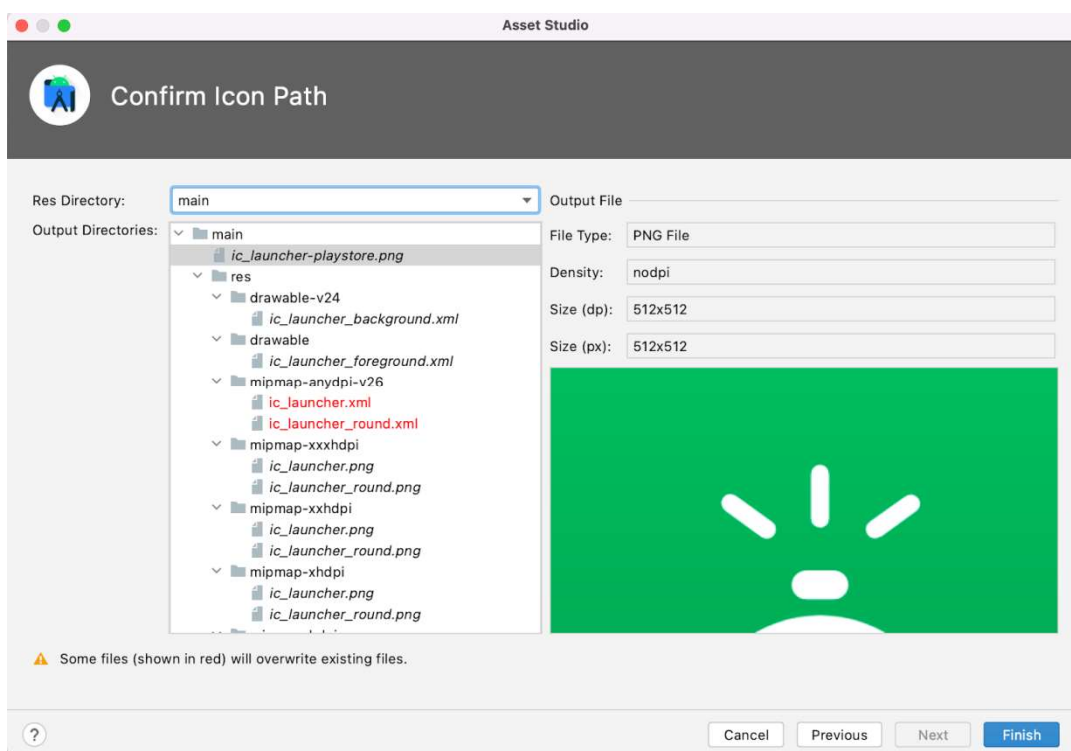 Asset Studio
Confirm Icon Path
Res Directory:
main
Output Directories:
main
ic_launcher-playstore.png
res
drawable-v24
ic_launcher_background.xml
drawable
ic_launcher_foreground.xml
mipmap-anydpi-v26
ic_launcher.xml
ic_launcher_round.xml
mipmap-xxxhdpi
ic_launcher.png
ic_launcher_round.png
mipmap-xxhdpi
ic_launcher.png
ic_launcher_round.png
mipmap-xhdpi
ic_launcher.png
ic_launcher_round.png
Output File
File Type: PNG File
Density: nodpi
Size (dp): 512x512
Size (px): 512x512
Some files (shown in red) will overwrite existing files.
?
Cancel
Previous
Next
Finish